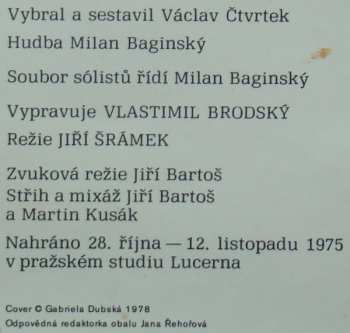 Vybral a sestavil Václav Čtvrtek
Hudba Milan Baginský
Soubor sólistů řídí Milan Baginský
Vypravuje VLASTIMIL BRODSKÝ
Režie JIŘÍ ŠRÁMEK
Zvuková režie Jiří Bartoš
Střih a mixáž Jiří Bartoš
a Martin Kusák
Nahráno 28. října — 12. listopadu 1975
v pražském studiu Lucerna
Cover © Gabriela Dubská 1978
Odpovědná redaktorka obalu Jana Řehořová